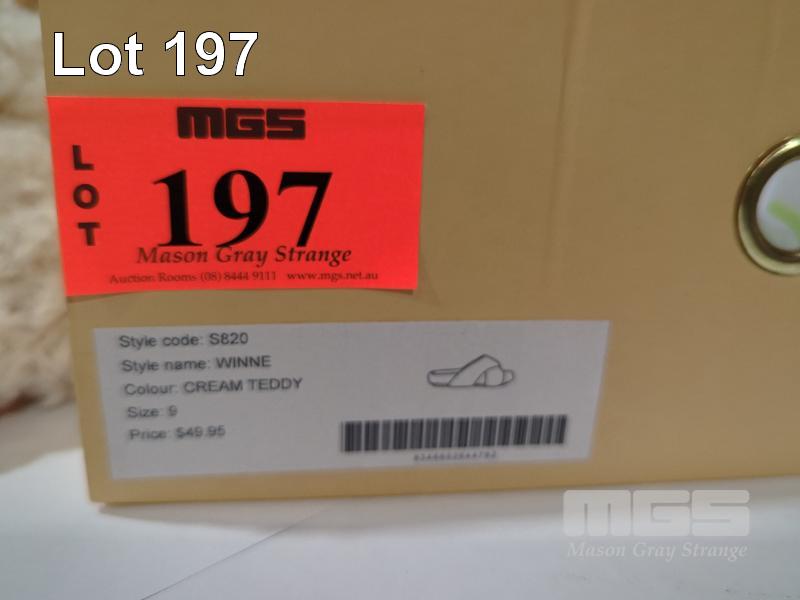 Lot 197
MGS
LOT
197
Mason Gray Strange
Auction Rooms (08) 8444 9111 www.mgs.net.au
Style code: S820
Style name: WINNE
Colour: CREAM TEDDY
Size: 9
Price: $49.95
MGS
Mason Gray Strange